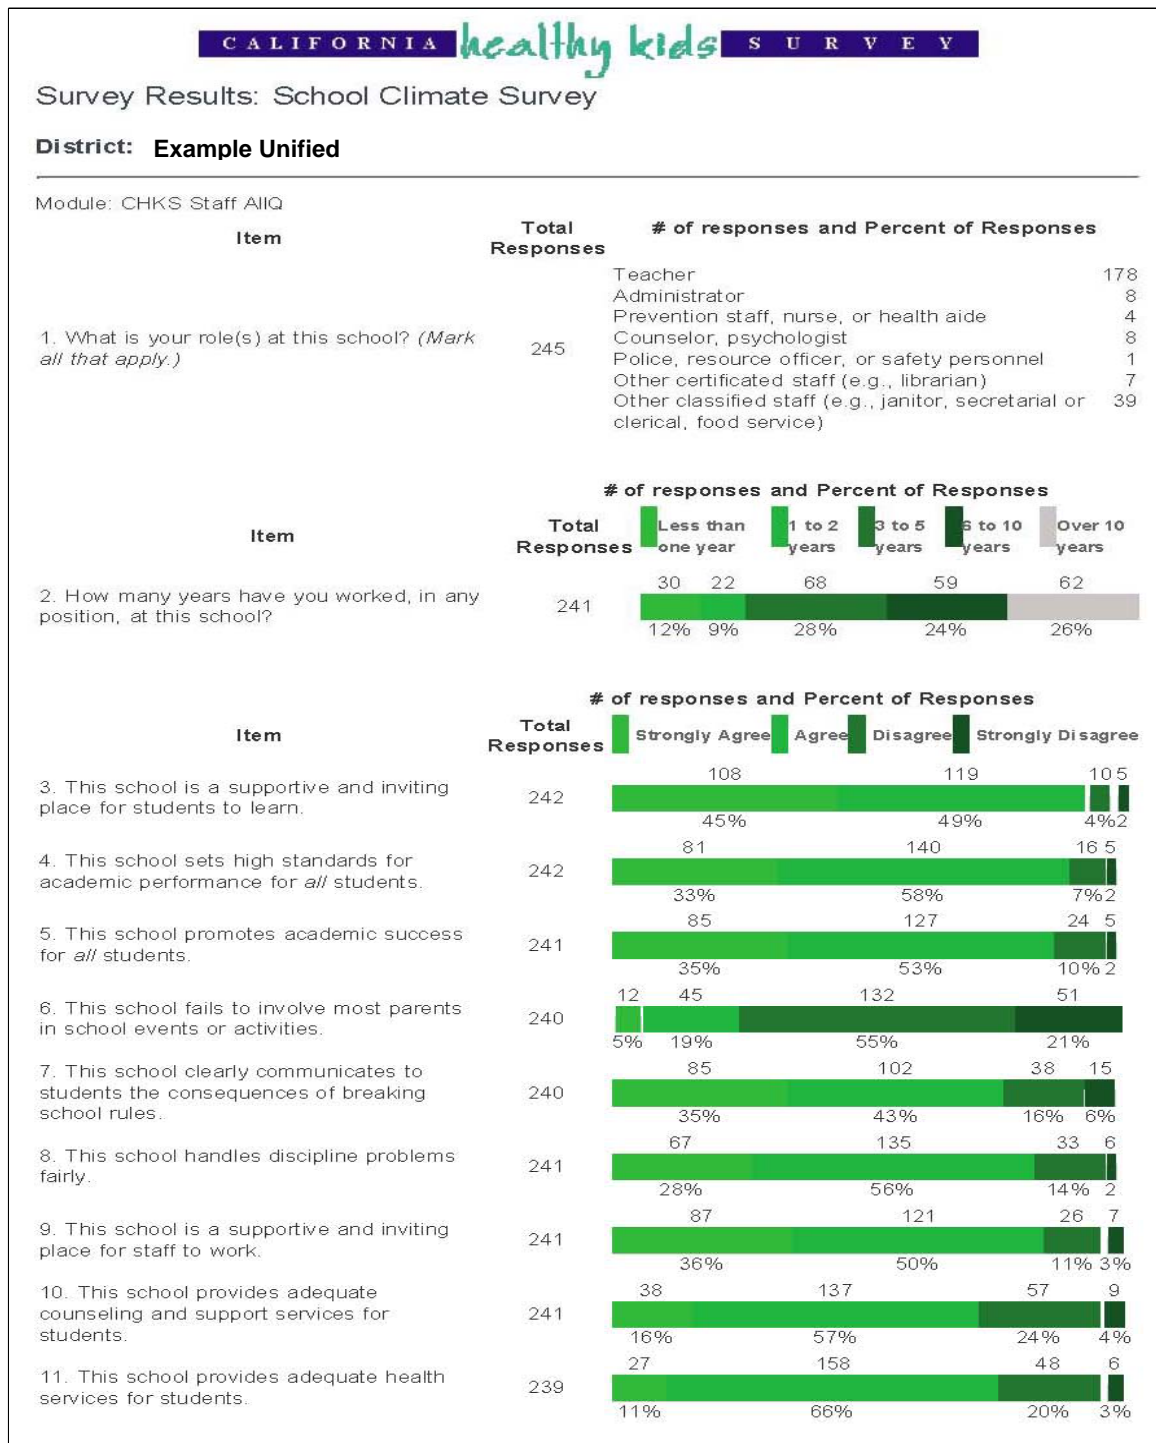 CALIFORNIA healthy kids SURVEY
Survey Results: School Climate Survey
District: Example Unified
Module: CHKS Staff AllQ
Item
Total
Responses
# of responses and Percent of Responses
1. What is your role(s) at this school? (Mark
all that apply.)
245
Teacher 178
Administrator 8
Prevention staff, nurse, or health aide 4
Counselor, psychologist 8
Police, resource officer, or safety personnel 1
Other certificated staff (e.g., librarian) 7
Other classified staff (e.g., janitor, secretarial or 39
clerical, food service)
# of responses and Percent of Responses
Item
Total
Responses
Less than
one year
1 to 2
years
3 to 5
years
6 to 10
years
Over 10
years
2. How many years have you worked, in any
position, at this school?
241
30 22 68 59 62
12% 9% 28% 24% 26%
# of responses and Percent of Responses
Item
Total
Responses
Strongly Agree Agree Disagree Strongly Disagree
3. This school is a supportive and inviting
place for students to learn.
242
108 119 10 5
45% 49% 4% 2
4. This school sets high standards for
academic performance for all students.
242
81 140 16 5
33% 58% 7% 2
5. This school promotes academic success
for all students.
241
85 127 24 5
35% 53% 10% 2
6. This school fails to involve most parents
in school events or activities.
240
12 45 132 51
5% 19% 55% 21%
7. This school clearly communicates to
students the consequences of breaking
school rules.
240
85 102 38 15
35% 43% 16% 6%
8. This school handles discipline problems
fairly.
241
67 135 33 6
28% 56% 14% 2
9. This school is a supportive and inviting
place for staff to work.
241
87 121 26 7
36% 50% 11% 3%
10. This school provides adequate
counseling and support services for
students.
241
38 137 57 9
16% 57% 24% 4%
11. This school provides adequate health
services for students.
239
27 158 48 6
11% 66% 20% 3%